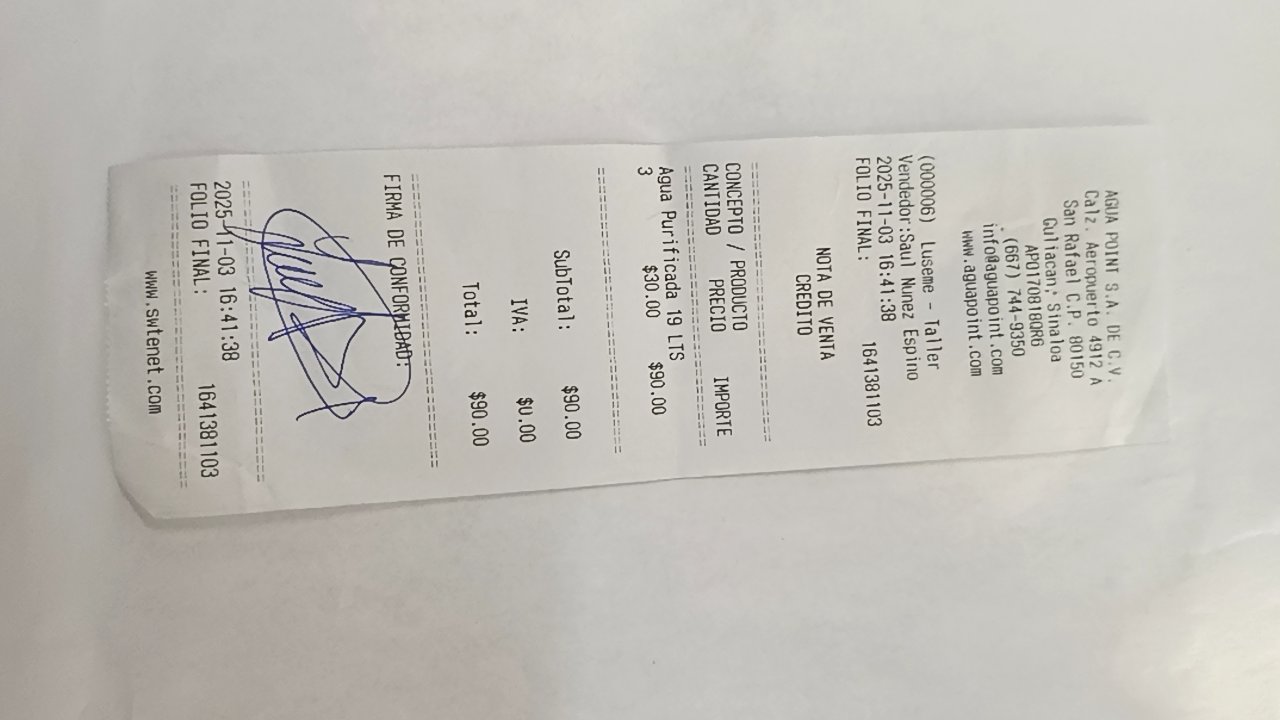 AGUA POINT S.A. DE C.V.
Calz. Aeropuerto 4912 A
San Rafael C.P. 80150
Culiacan; Sinaloa
APO170818QR6
. (667) 744-9350
info@aguapoint.com
www.aguapoint.com
(000006) Luseme - Taller
Vendedor:Saul Nunez Espino
2025-11-03 16:41:38
FOLIO FINAL: 1641381103
NOTA DE VENTA
CREDITO
CONCEPTO / PRODUCTO
CANTIDAD PRECIO IMPORTE
Agua Purificada 19 LTS
3 $30.00 $90.00
SubTotal: $90.00
IVA: $0.00
Total: $90.00
FIRMA DE CONFORMIDAD:
2025-11-03 16:41:38
FOLIO FINAL: 1641381103
www.swtenet.com